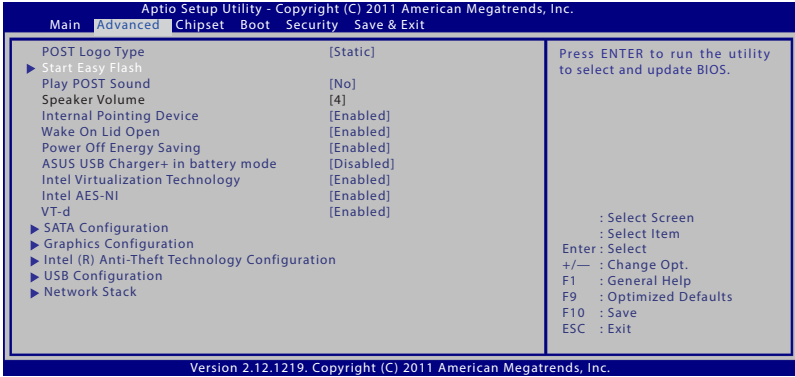 Aptio Setup Utility - Copyright (C) 2011 American Megatrends, Inc.
Main Advanced Chipset Boot Security Save & Exit
POST Logo Type [Static]
Start Easy Flash
Play POST Sound [No]
Speaker Volume [4]
Internal Pointing Device [Enabled]
Wake On Lid Open [Enabled]
Power Off Energy Saving [Enabled]
ASUS USB Charger+ in battery mode [Disabled]
Intel Virtualization Technology [Enabled]
Intel AES-NI [Enabled]
VT-d [Enabled]
SATA Configuration
Graphics Configuration
Intel (R) Anti-Theft Technology Configuration
USB Configuration
Network Stack
Press ENTER to run the utility
to select and update BIOS.
: Select Screen
: Select Item
Enter : Select
+/— : Change Opt.
F1 : General Help
F9 : Optimized Defaults
F10 : Save
ESC : Exit
Version 2.12.1219. Copyright (C) 2011 American Megatrends, Inc.